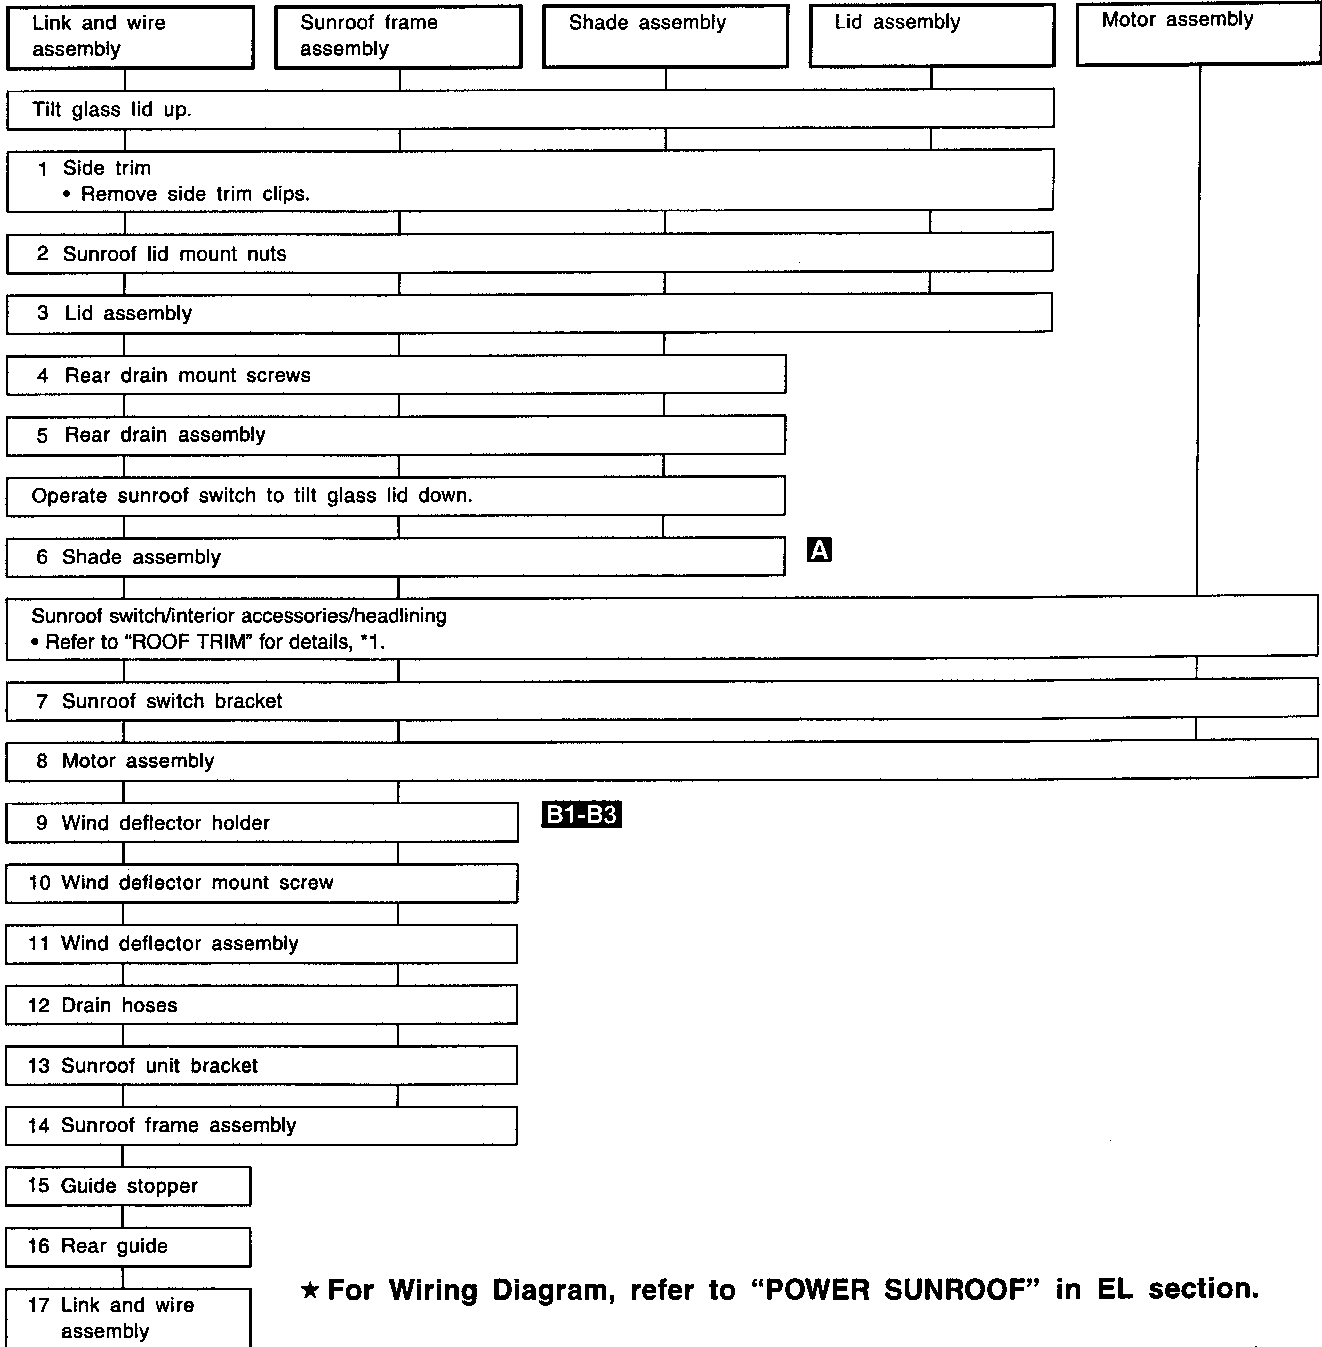 Link and wire
assembly
Sunroof frame
assembly
Shade assembly
Lid assembly
Motor assembly
Tilt glass lid up.
1 Side trim
• Remove side trim clips.
2 Sunroof lid mount nuts
3 Lid assembly
4 Rear drain mount screws
5 Rear drain assembly
Operate sunroof switch to tilt glass lid down.
6 Shade assembly
A
Sunroof switch/interior accessories/headlining
• Refer to “ROOF TRIM” for details, *1.
7 Sunroof switch bracket
8 Motor assembly
9 Wind deflector holder
B1-B3
10 Wind deflector mount screw
11 Wind deflector assembly
12 Drain hoses
13 Sunroof unit bracket
14 Sunroof frame assembly
15 Guide stopper
16 Rear guide
17 Link and wire
assembly
★ For Wiring Diagram, refer to “POWER SUNROOF” in EL section.